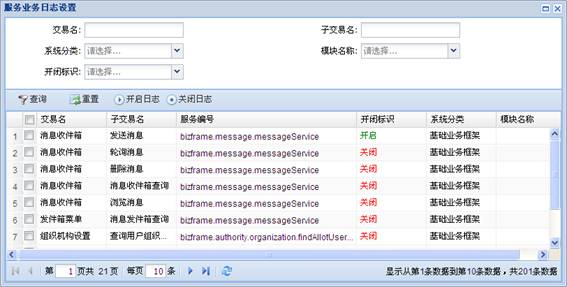 服务业务日志设置
交易名: 子交易名:
系统分类: 请选择... 模块名称: 请选择...
开闭标识: 请选择...
查询 重置 开启日志 关闭日志
交易名 子交易名 服务编号 开闭标识 系统分类 模块名称
1 消息收件箱 发送消息 bizframe.message.messageService 开启 基础业务框架
2 消息收件箱 轮询消息 bizframe.message.messageService 关闭 基础业务框架
3 消息收件箱 删除消息 bizframe.message.messageService 关闭 基础业务框架
4 消息收件箱 消息收件箱查询 bizframe.message.messageService 关闭 基础业务框架
5 消息收件箱 浏览消息 bizframe.message.messageService 关闭 基础业务框架
6 发件箱菜单 消息发件箱查询 bizframe.message.messageService 关闭 基础业务框架
7 组织机构设置 查询用户组织... bizframe.authority.organization.findAllotUser... 关闭 基础业务框架
第 1 页共 21 页 每页 10 条 显示从第1条数据到第10条数据，共201条数据